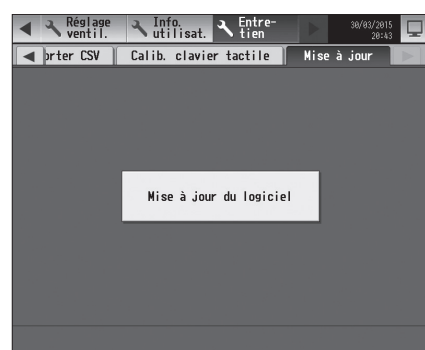 Réglage ventil.
Info. utilisat.
Entre-tien
30/03/2015
20:43
orter CSV
Calib. clavier tactile
Mise à jour
Mise à jour du logiciel